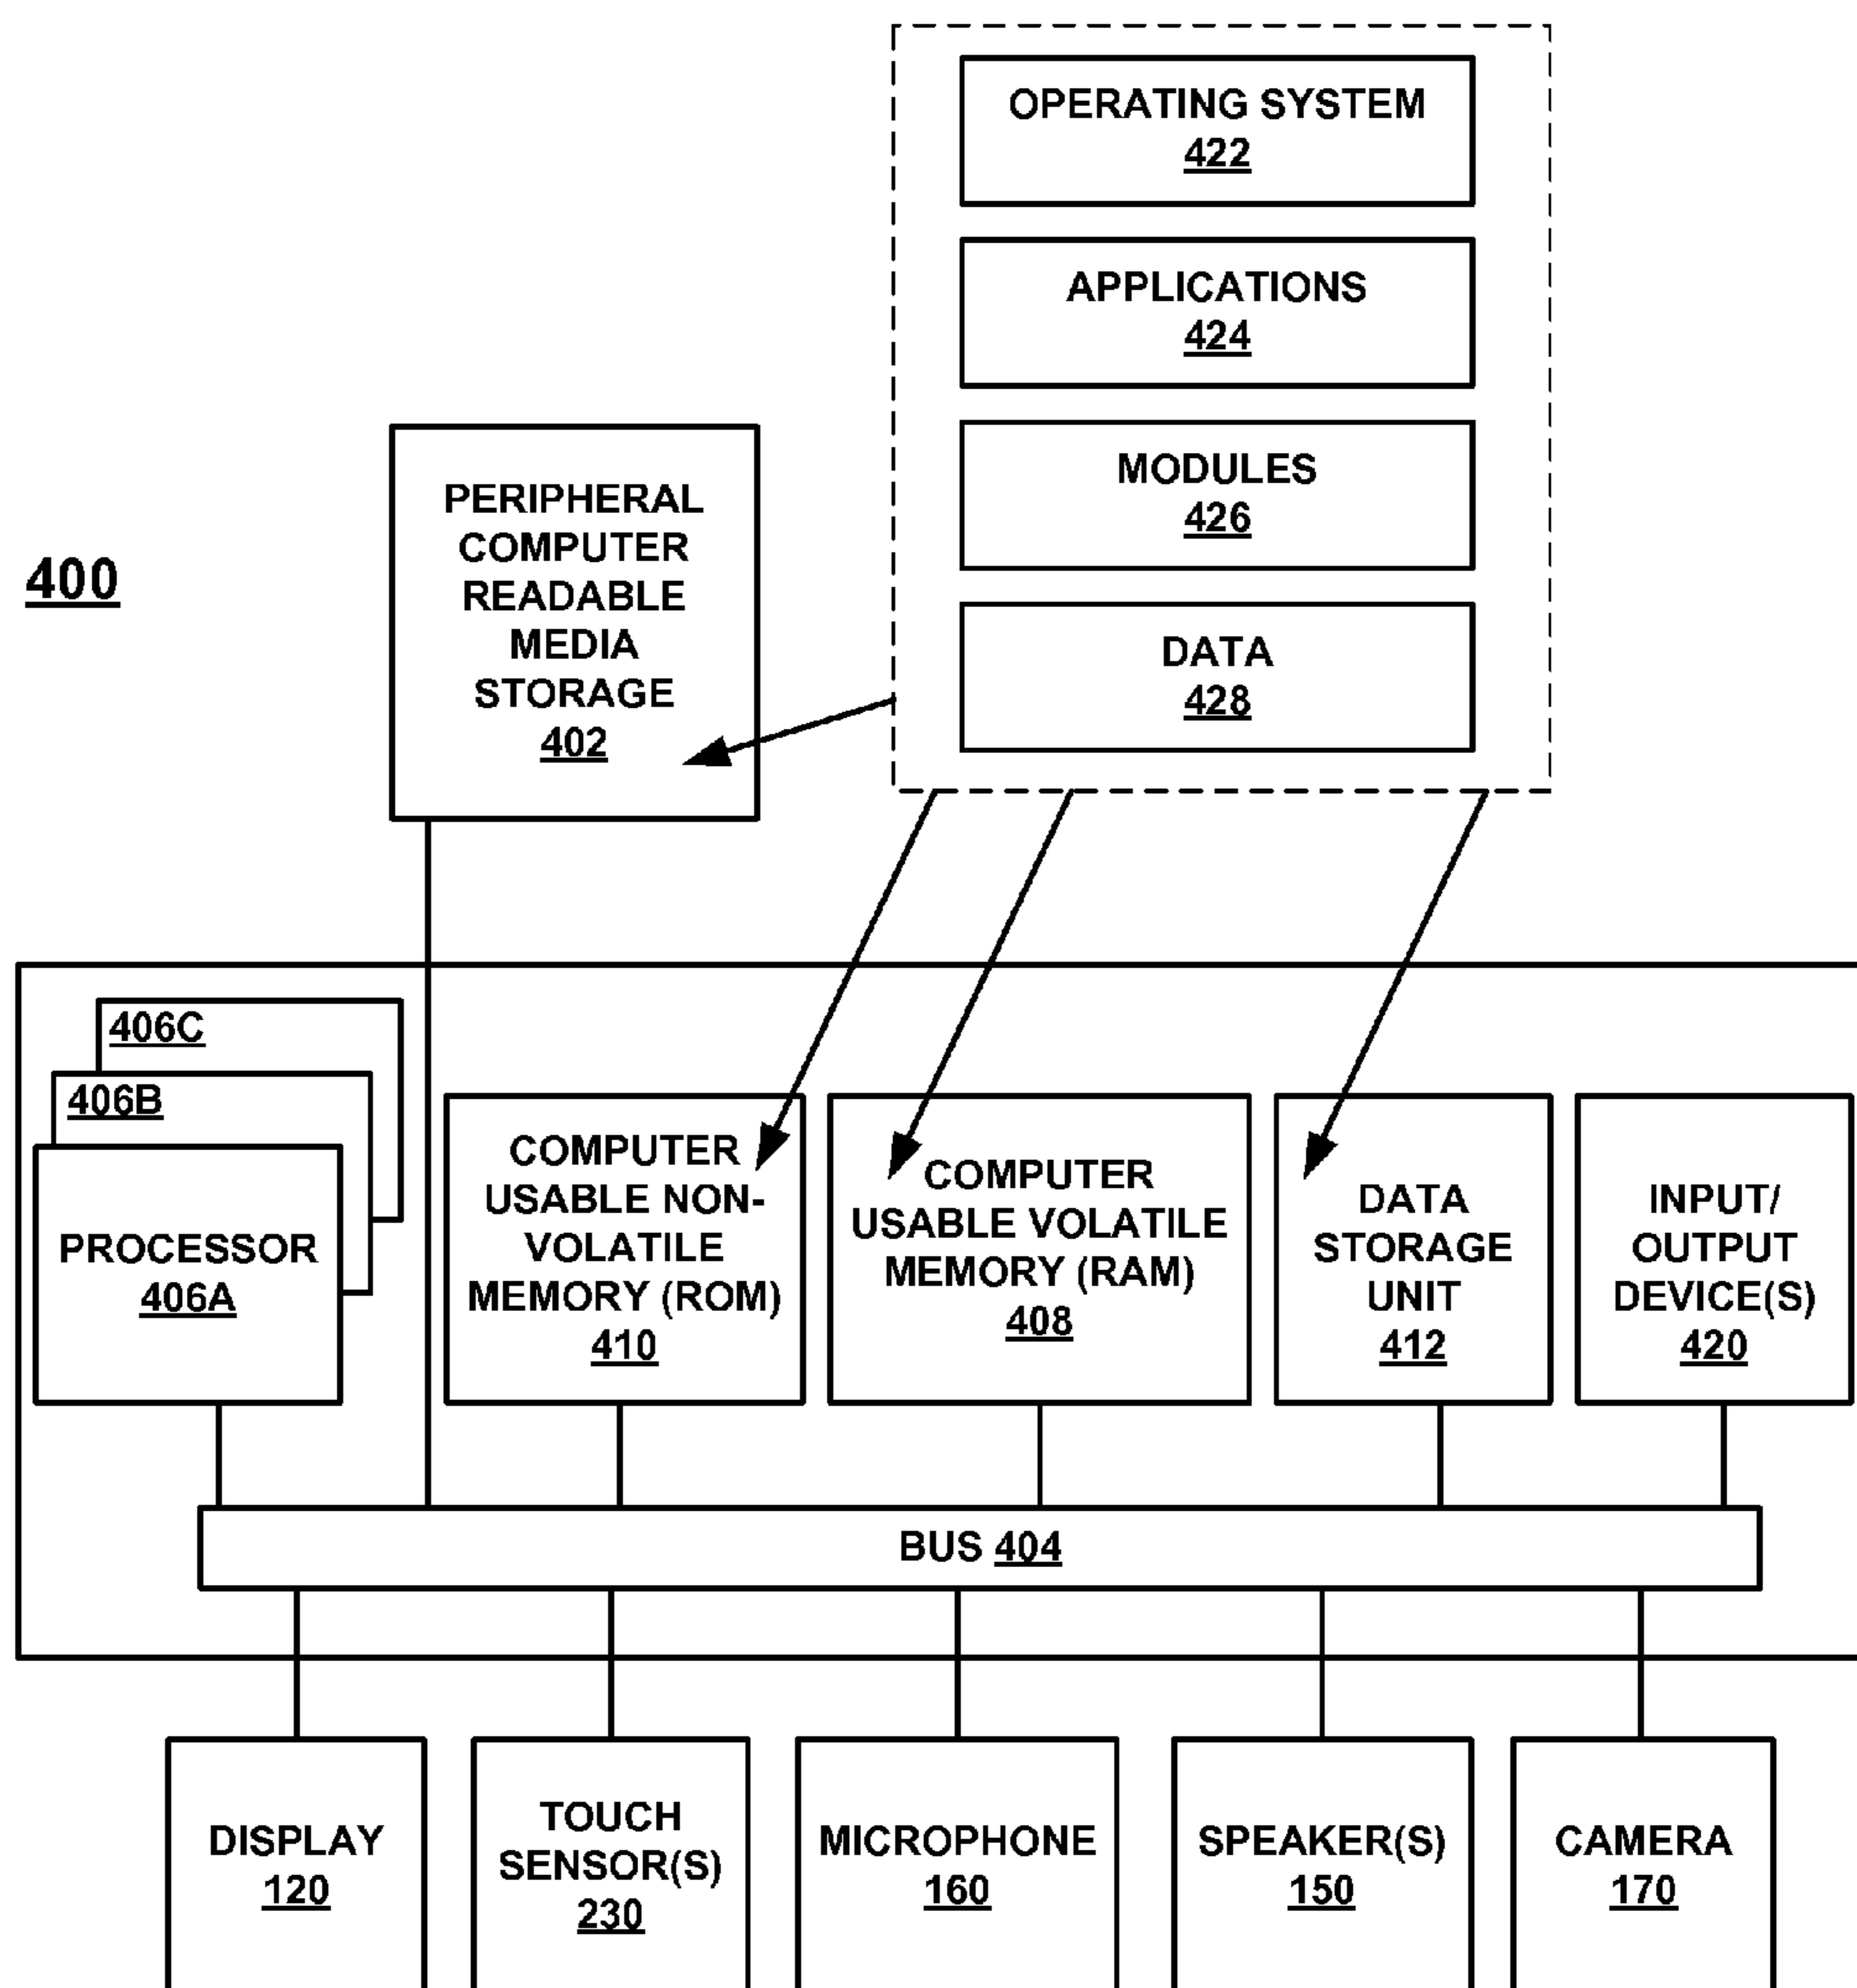 OPERATING SYSTEM
422
APPLICATIONS
424
MODULES
426
DATA
428
PERIPHERAL
COMPUTER
READABLE
MEDIA
STORAGE
402
400
406C
406B
PROCESSOR
406A
COMPUTER
USABLE NON-
VOLATILE
MEMORY (ROM)
410
COMPUTER
USABLE VOLATILE
MEMORY (RAM)
408
DATA
STORAGE
UNIT
412
INPUT/
OUTPUT
DEVICE(S)
420
BUS 404
DISPLAY
120
TOUCH
SENSOR(S)
230
MICROPHONE
160
SPEAKER(S)
150
CAMERA
170